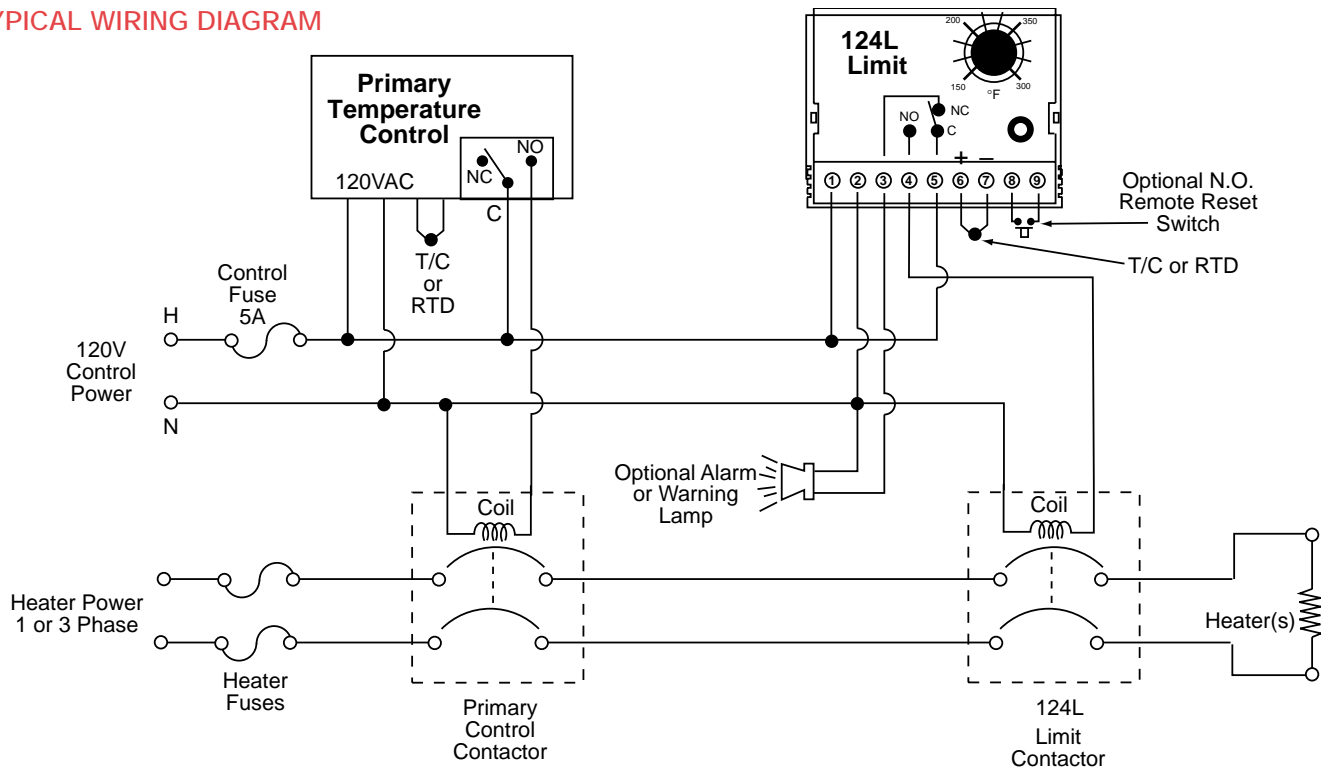 YPICAL WIRING DIAGRAM
Primary
Temperature
Control
NC
NO
120VAC
C
T/C
or
RTD
124L
Limit
200
350
150
300
°F
NC
NO
C
+ –
1 2 3 4 5 6 7 8 9
Optional N.O.
Remote Reset
Switch
T/C or RTD
Control
Fuse
5A
H
120V
Control
Power
N
Optional Alarm
or Warning
Lamp
Coil
Coil
Heater Power
1 or 3 Phase
Heater(s)
Heater
Fuses
Primary
Control
Contactor
124L
Limit
Contactor